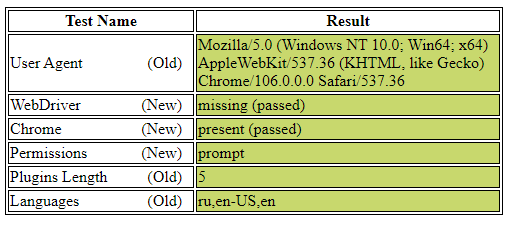 Test Name Result
User Agent (Old) Mozilla/5.0 (Windows NT 10.0; Win64; x64)
AppleWebKit/537.36 (KHTML, like Gecko)
Chrome/106.0.0.0 Safari/537.36
WebDriver (New) missing (passed)
Chrome (New) present (passed)
Permissions (New) prompt
Plugins Length (Old) 5
Languages (Old) ru,en-US,en